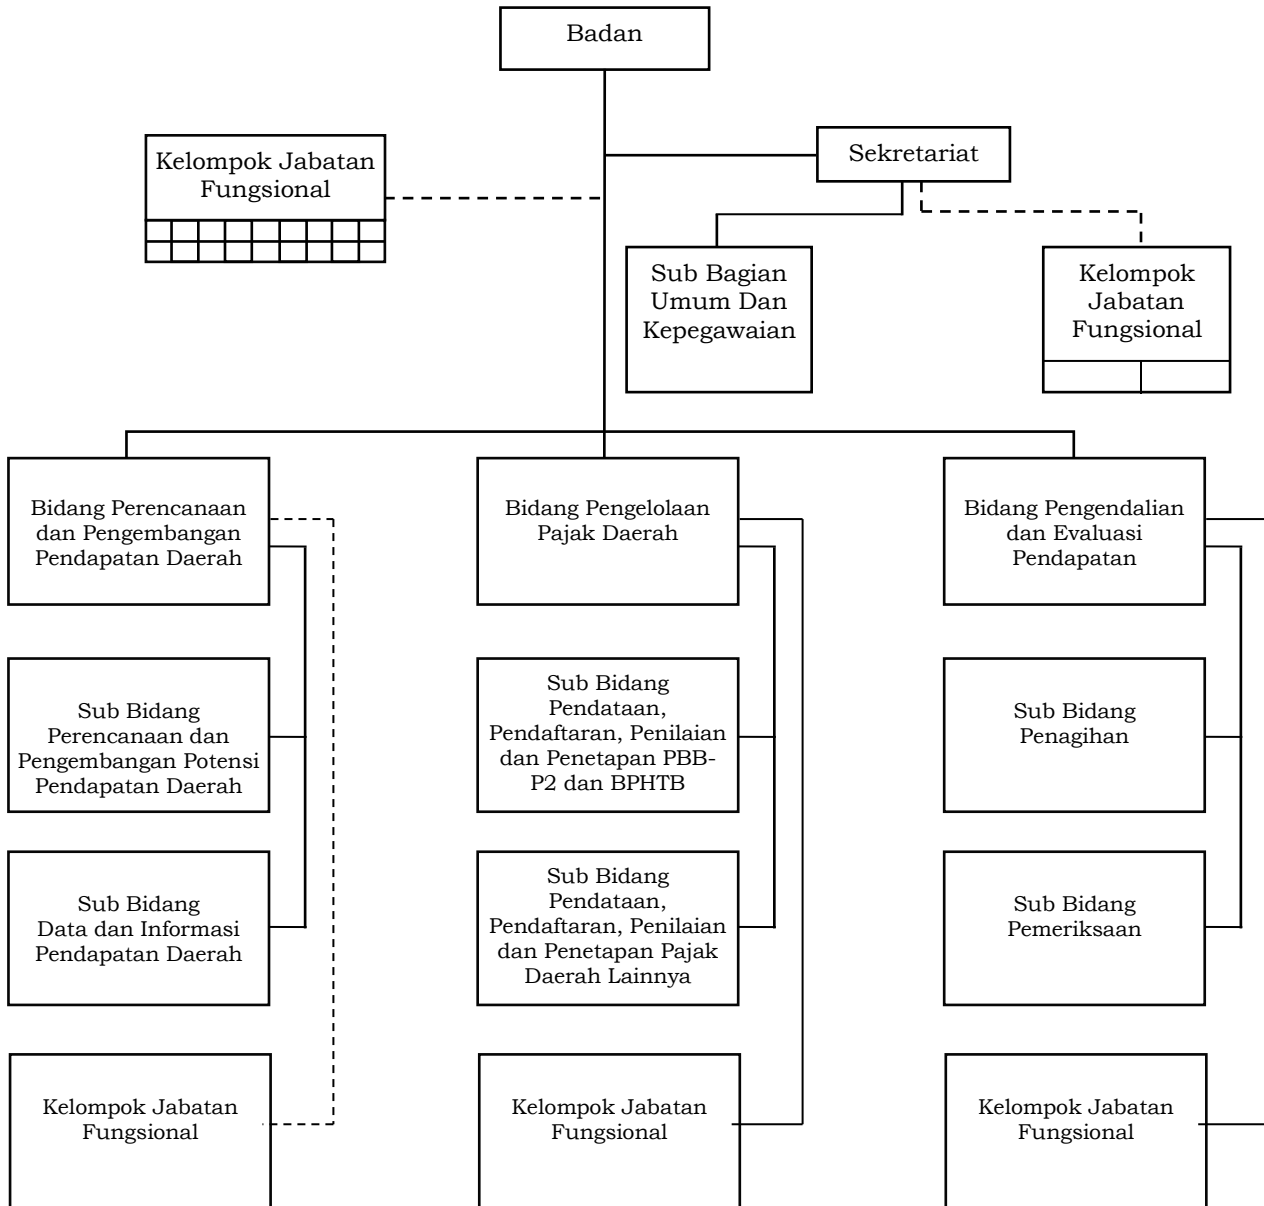 Badan
Kelompok Jabatan
Fungsional
Sekretariat
Sub Bagian
Umum Dan
Kepegawaian
Kelompok
Jabatan
Fungsional
Bidang Perencanaan
dan Pengembangan
Pendapatan Daerah
Bidang Pengelolaan
Pajak Daerah
Bidang Pengendalian
dan Evaluasi
Pendapatan
Sub Bidang
Perencanaan dan
Pengembangan Potensi
Pendapatan Daerah
Sub Bidang
Pendataan,
Pendaftaran, Penilaian
dan Penetapan PBB-
P2 dan BPHTB
Sub Bidang
Penagihan
Sub Bidang
Data dan Informasi
Pendapatan Daerah
Sub Bidang
Pendataan,
Pendaftaran, Penilaian
dan Penetapan Pajak
Daerah Lainnya
Sub Bidang
Pemeriksaan
Kelompok Jabatan
Fungsional
Kelompok Jabatan
Fungsional
Kelompok Jabatan
Fungsional